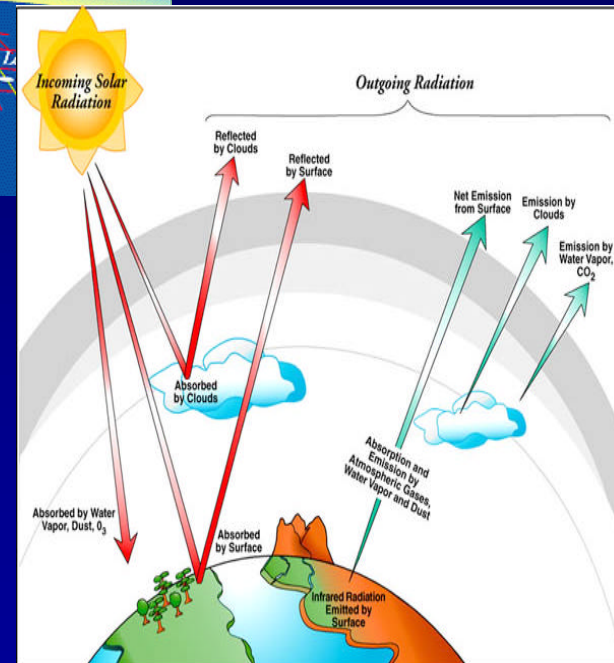 Incoming Solar
Radiation
Outgoing Radiation
Reflected
by Clouds
Reflected
by Surface
Net Emission
from Surface
Emission by
Clouds
Emission by
Water Vapor,
CO2
Absorbed
by Clouds
Absorption and
Emission by
Atmospheric Gases,
Water Vapor and Dust
Absorbed by Water
Vapor, Dust, 03
Absorbed
by Surface
Infrared Radiation
Emitted by
Surface